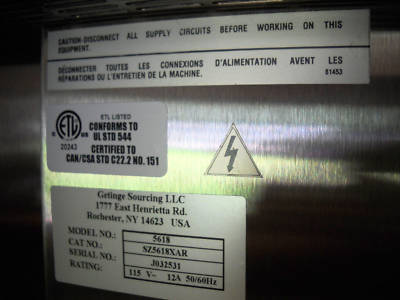 CAUTION-DISCONNECT ALL SUPPLY CIRCUITS BEFORE WORKING ON THIS
EQUIPMENT.
DÉCONNECTER TOUTES LES CONNEXIONS D'ALIMENTATION AVENT LES
RÉPARATIONS OU L'ENTRETIEN DE LA MACHINE.
81453
ETL LISTED
CONFORMS TO
UL STD 544
CERTIFIED TO
CAN/CSA STD C22.2 NO. 151
ETL
20243
Getinge Sourcing LLC
1777 East Henrietta Rd.
Rochester, NY 14623 USA
MODEL NO.: 5618
CAT NO.: SZ5618XAR
SERIAL NO.: J032531
RATING: 115 V~ 12A 50/60Hz